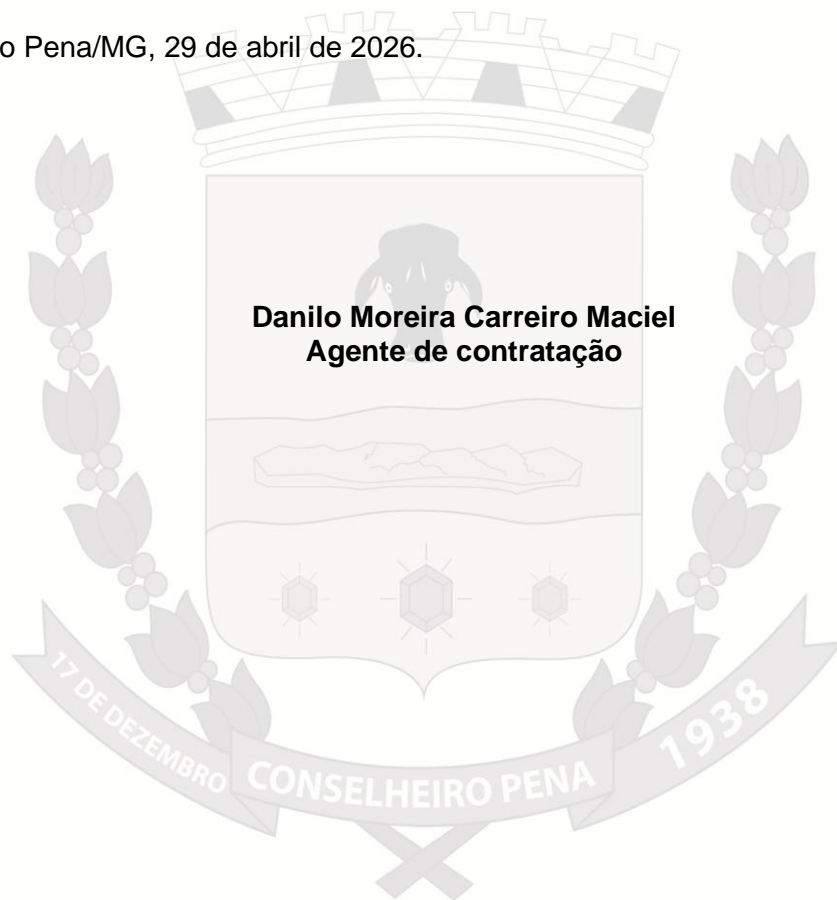 o Pena/MG, 29 de abril de 2026.
Danilo Moreira Carreiro Maciel
Agente de contratação
17 DE DEZEMBRO
CONSELHEIRO PENA
1938